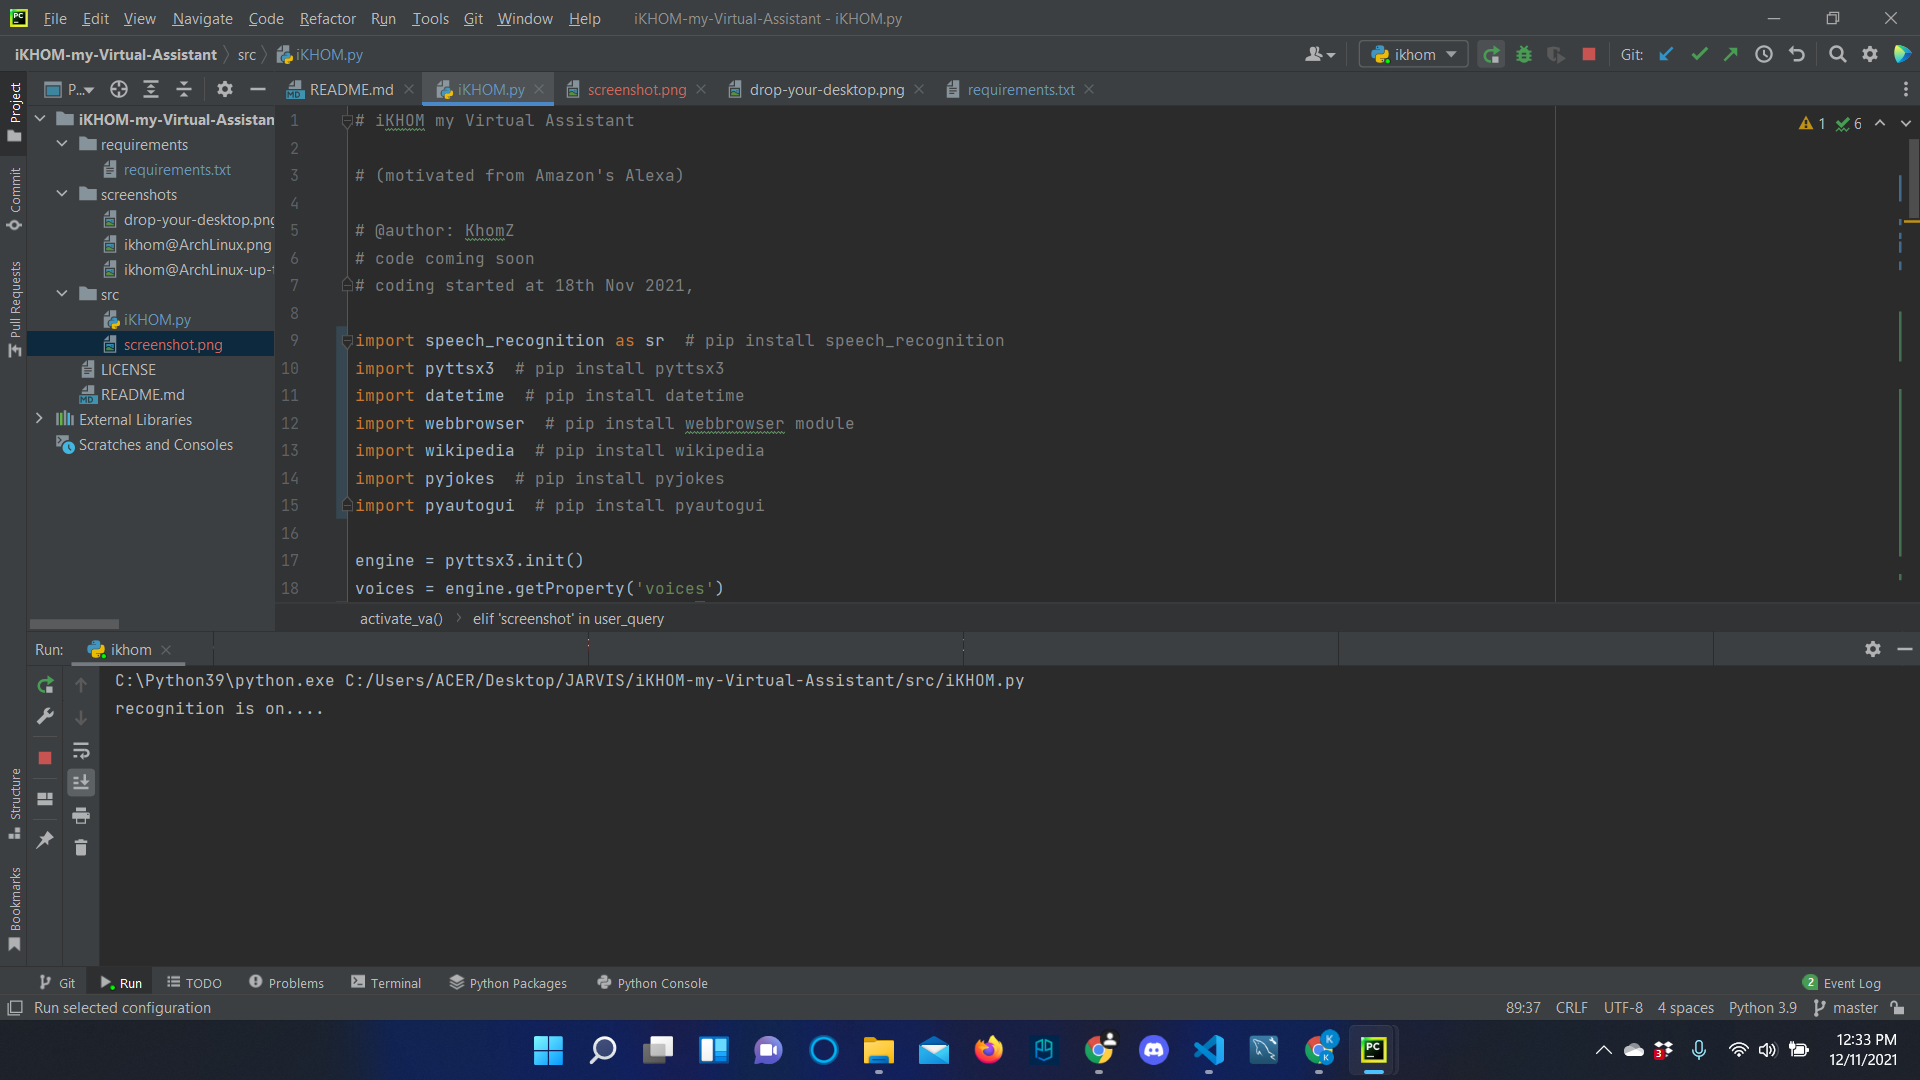 File Edit View Navigate Code Refactor Run Tools Git Window Help iKHOM-my-Virtual-Assistant - iKHOM.py
iKHOM-my-Virtual-Assistant src iKHOM.py ikhom Git:
P... README.md iKHOM.py screenshot.png drop-your-desktop.png requirements.txt
Project
Commit
Pull Requests
Structure
Bookmarks
iKHOM-my-Virtual-Assistan
requirements
requirements.txt
screenshots
drop-your-desktop.png
ikhom@ArchLinux.png
ikhom@ArchLinux-up-
src
iKHOM.py
screenshot.png
LICENSE
README.md
External Libraries
Scratches and Consoles
1 6
1 # iKHOM my Virtual Assistant
2
3 # (motivated from Amazon's Alexa)
4
5 # @author: KhomZ
6 # code coming soon
7 # coding started at 18th Nov 2021,
8
9 import speech_recognition as sr # pip install speech_recognition
10 import pyttsx3 # pip install pyttsx3
11 import datetime # pip install datetime
12 import webbrowser # pip install webbrowser module
13 import wikipedia # pip install wikipedia
14 import pyjokes # pip install pyjokes
15 import pyautogui # pip install pyautogui
16
17 engine = pyttsx3.init()
18 voices = engine.getProperty('voices')
activate_va() elif 'screenshot' in user_query
Run: ikhom
C:\Python39\python.exe C:/Users/ACER/Desktop/JARVIS/iKHOM-my-Virtual-Assistant/src/iKHOM.py
recognition is on....
Git Run TODO Problems Terminal Python Packages Python Console 2 Event Log
Run selected configuration 89:37 CRLF UTF-8 4 spaces Python 3.9 master
12:33 PM
12/11/2021